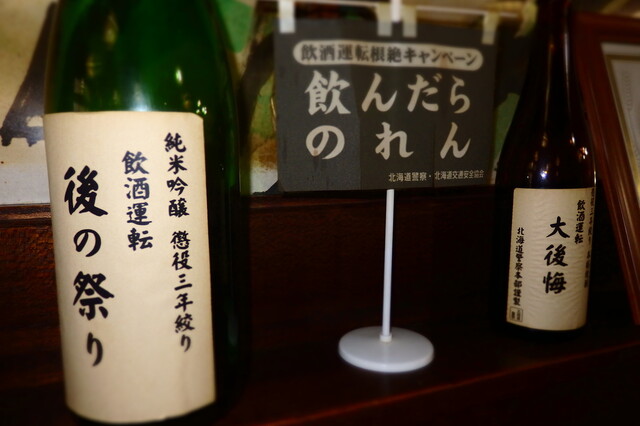 純米吟醸 懲役三年絞り
飲酒運転
後の祭り
飲酒運転根絶キャンペーン
飲んだら
のれん
北海道警察・北海道交通安全協会
飲酒運転
大後悔
北海道警察本部謹製